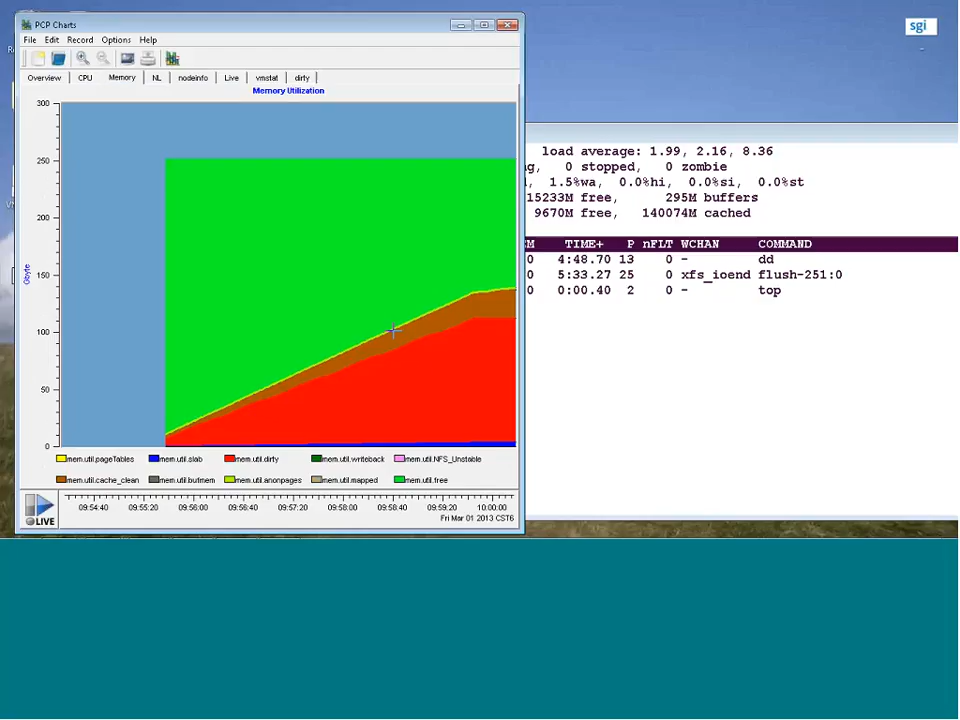 PCP Charts
File Edit Record Options Help
Overview CPU Memory NL nodeinfo Live vmstat dirty
Memory Utilization
300
250
200
150
100
50
0
Gbyte
mem.util.pageTables mem.util.slab mem.util.dirty mem.util.writeback mem.util.NFS_Unstable
mem.util.cache_clean mem.util.bufmem mem.util.anonpages mem.util.mapped mem.util.free
LIVE
09:54:40 09:55:20 09:56:00 09:56:40 09:57:20 09:58:00 09:58:40 09:59:20 10:00:00
Fri Mar 01 2013 CST6
sgi
load average: 1.99, 2.16, 8.36
ng, 0 stopped, 0 zombie
, 1.5%wa, 0.0%hi, 0.0%si, 0.0%st
15233M free, 295M buffers
9670M free, 140074M cached
TIME+ P nFLT WCHAN COMMAND
0 4:48.70 13 0 - dd
0 5:33.27 25 0 xfs_ioend flush-251:0
0 0:00.40 2 0 - top